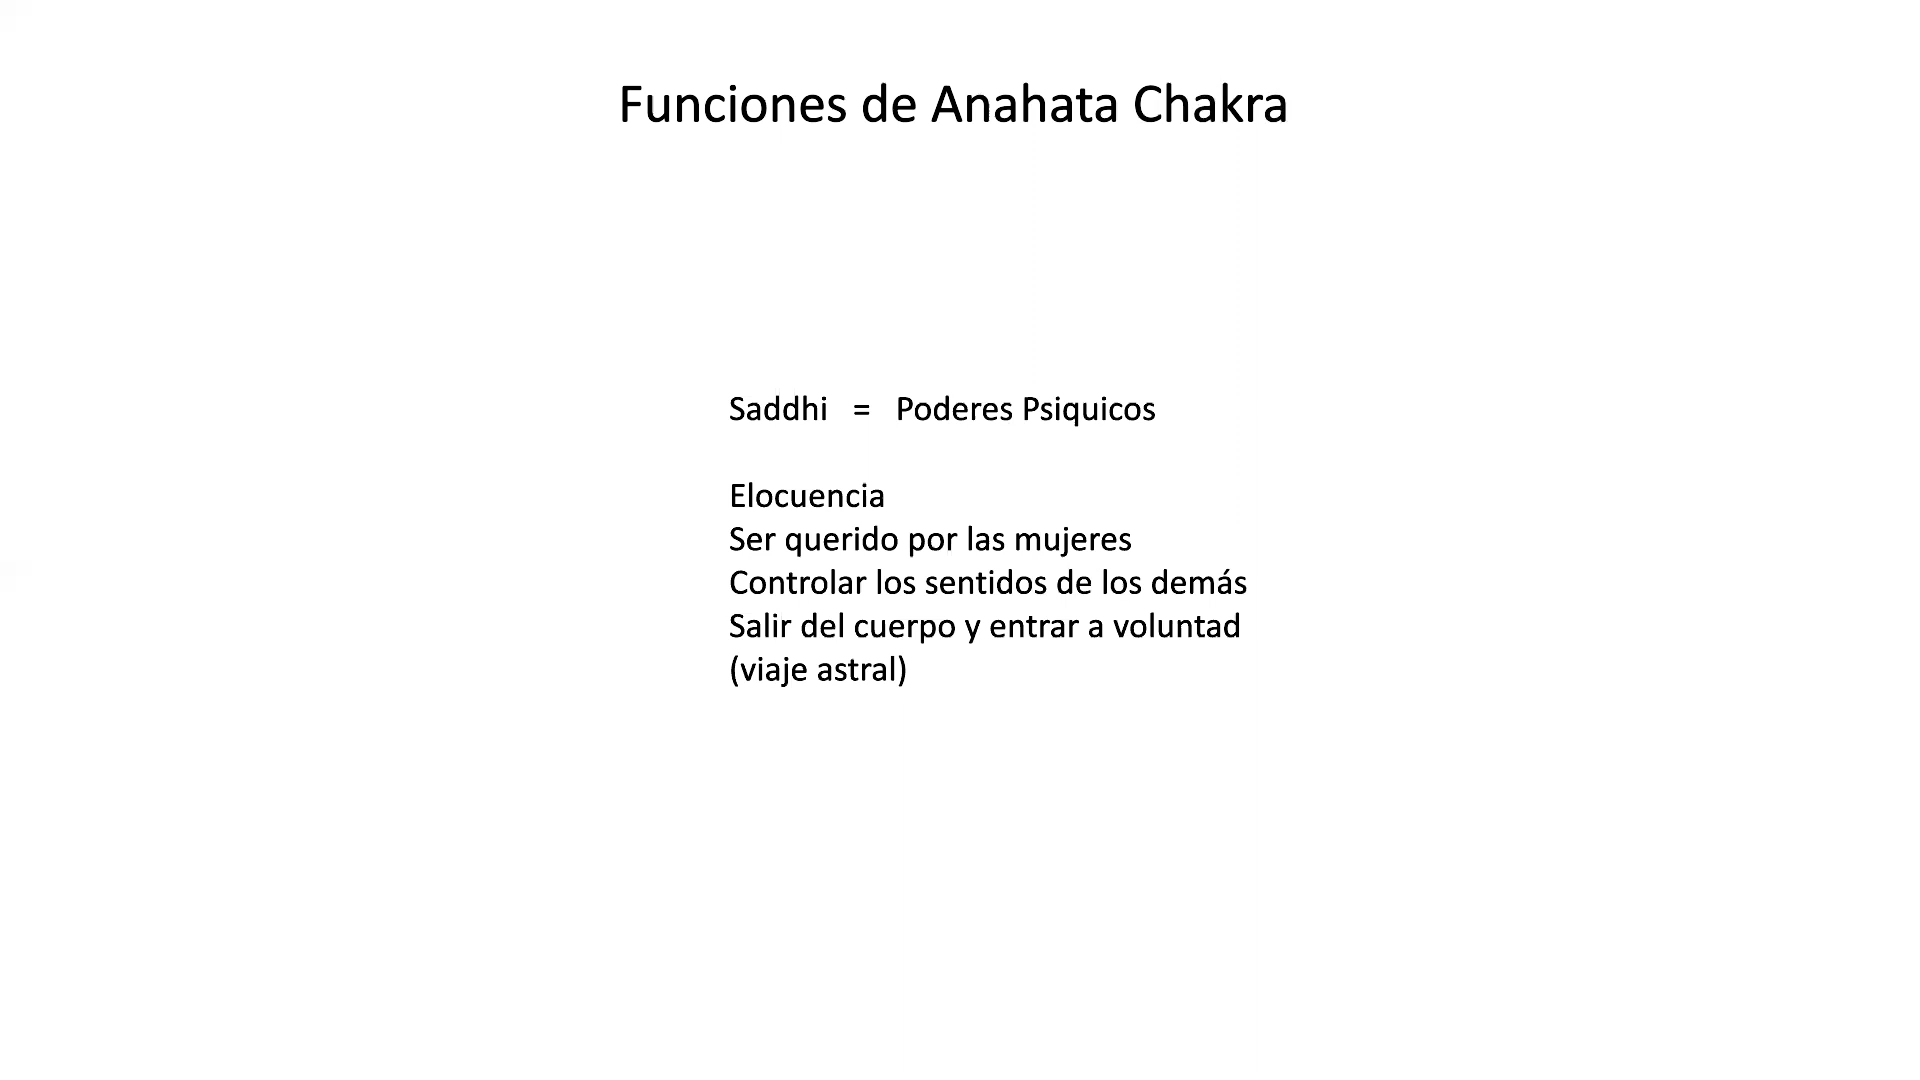 Funciones de Anahata Chakra
Saddhi = Poderes Psiquicos
Elocuencia
Ser querido por las mujeres
Controlar los sentidos de los demás
Salir del cuerpo y entrar a voluntad
(viaje astral)